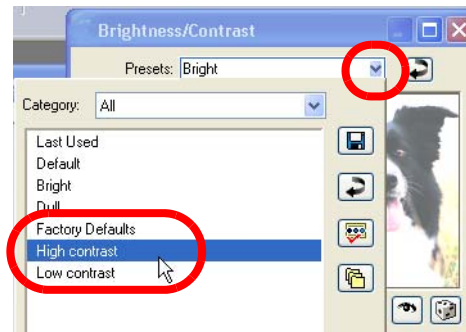 Brightness/Contrast
Presets: Bright
Category: All
Last Used
Default
Bright
Dull
Factory Defaults
High contrast
Low contrast